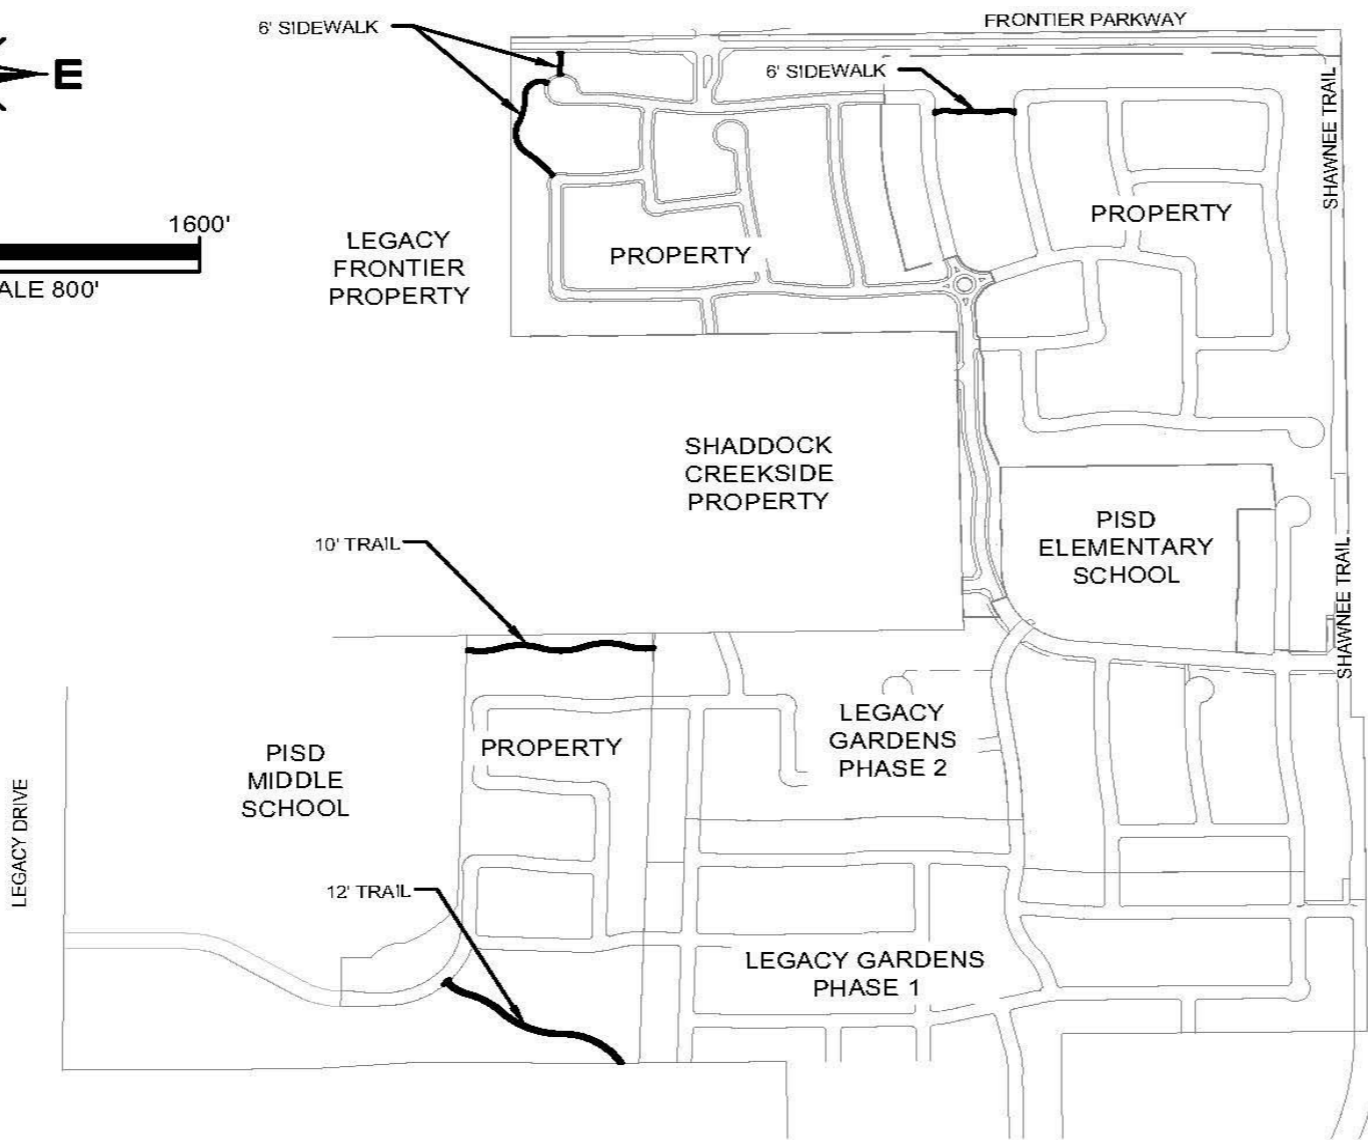 FRONTIER PARKWAY
6' SIDEWALK
6' SIDEWALK
E
SHAWNEE TRAIL
1600'
ALE 800'
LEGACY
FRONTIER
PROPERTY
PROPERTY
PROPERTY
SHADDOCK
CREEKSIDE
PROPERTY
PISD
ELEMENTARY
SCHOOL
SHAWNEE TRAIL
10' TRAIL
LEGACY
GARDENS
PHASE 2
PROPERTY
PISD
MIDDLE
SCHOOL
LEGACY DRIVE
12' TRAIL
LEGACY GARDENS
PHASE 1